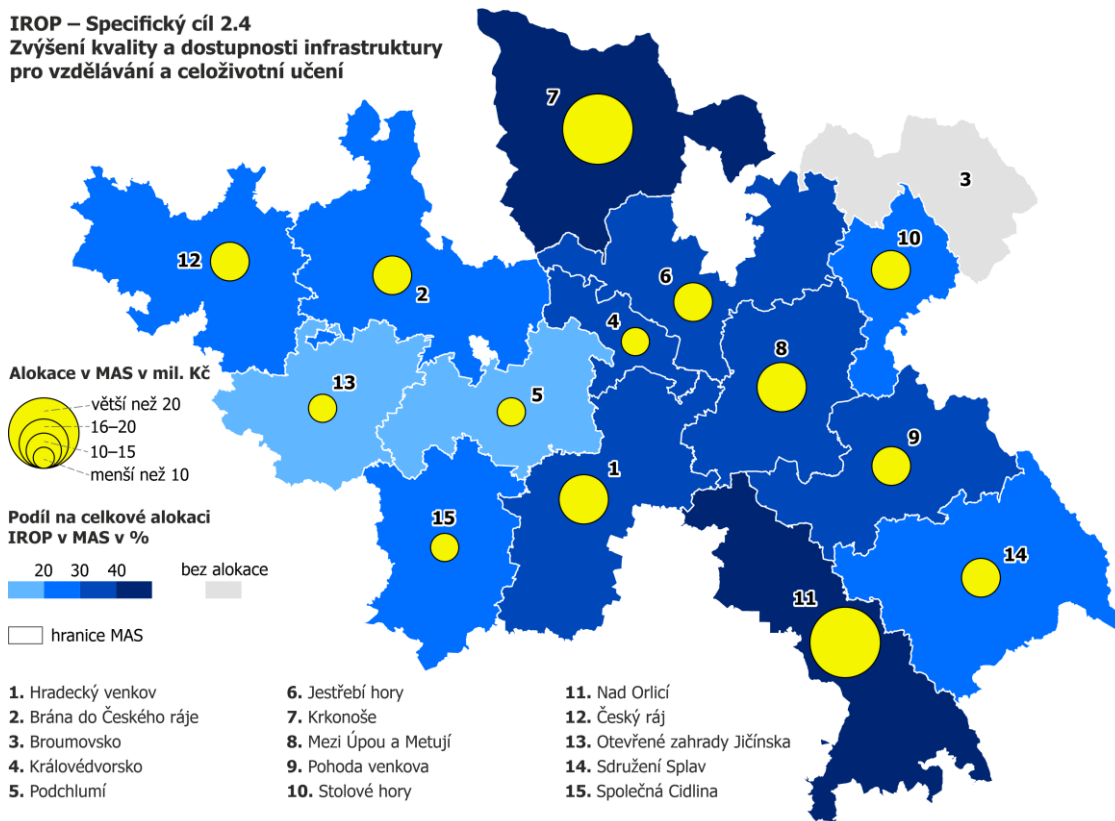 IROP – Specifický cíl 2.4
Zvýšení kvality a dostupnosti infrastruktury
pro vzdělávání a celoživotní učení
7
3
10
12
2
6
4
8
13
5
9
1
15
14
11
Alokace v MAS v mil. Kč
větší než 20
16–20
10–15
menší než 10
Podíl na celkové alokaci
IROP v MAS v %
20 30 40 bez alokace
hranice MAS
1. Hradecký venkov
2. Brána do Českého ráje
3. Broumovsko
4. Královédvorsko
5. Podchlumí
6. Jestřebí hory
7. Krkonoše
8. Mezi Úpou a Metují
9. Pohoda venkova
10. Stolové hory
11. Nad Orlicí
12. Český ráj
13. Otevřené zahrady Jičínska
14. Sdružení Splav
15. Společná Cidlina